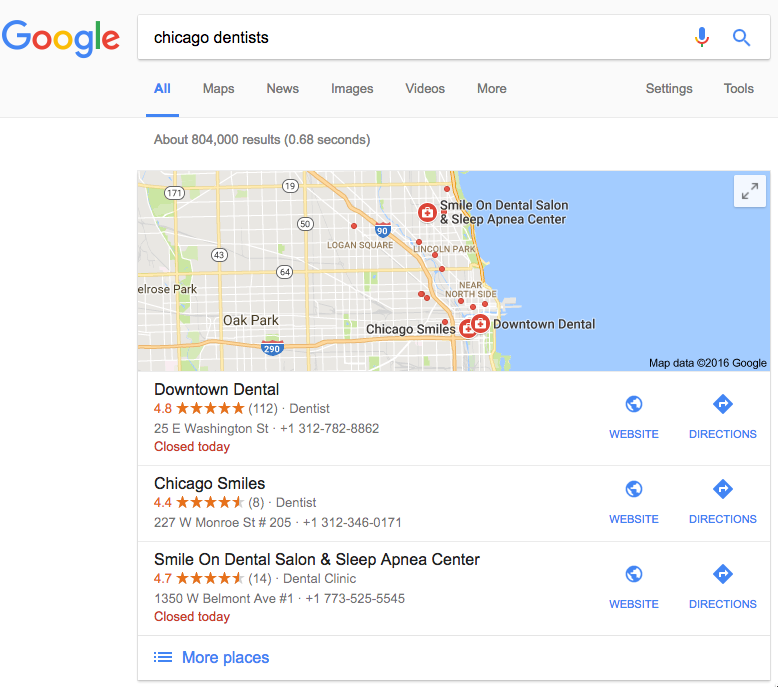 Google
chicago dentists
All Maps News Images Videos More Settings Tools
About 804,000 results (0.68 seconds)
171
19
Smile On Dental Salon
& Sleep Apnea Center
50
90
LOGAN SQUARE
LINCOLN PARK
43
64
elrose Park
NEAR
NORTH SIDE
Oak Park
Chicago Smiles
Downtown Dental
290
Map data ©2016 Google
Downtown Dental
4.8 (112) · Dentist
25 E Washington St · +1 312-782-8862
Closed today
WEBSITE DIRECTIONS
Chicago Smiles
4.4 (8) · Dentist
227 W Monroe St # 205 · +1 312-346-0171
WEBSITE DIRECTIONS
Smile On Dental Salon & Sleep Apnea Center
4.7 (14) · Dental Clinic
1350 W Belmont Ave #1 · +1 773-525-5545
Closed today
WEBSITE DIRECTIONS
More places